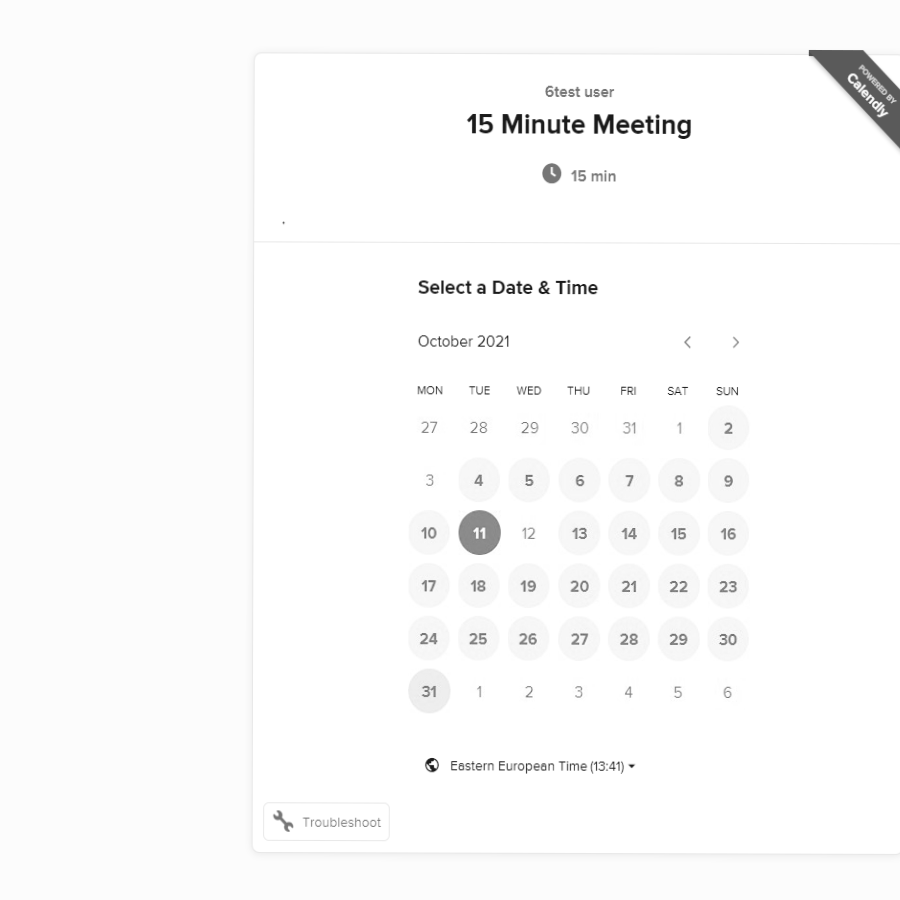 POWERED BY
Calendly
6test user
15 Minute Meeting
15 min
.
Select a Date & Time
October 2021
MON TUE WED THU FRI SAT SUN
27 28 29 30 31 1 2
3 4 5 6 7 8 9
10 11 12 13 14 15 16
17 18 19 20 21 22 23
24 25 26 27 28 29 30
31 1 2 3 4 5 6
Eastern European Time (13:41)
Troubleshoot